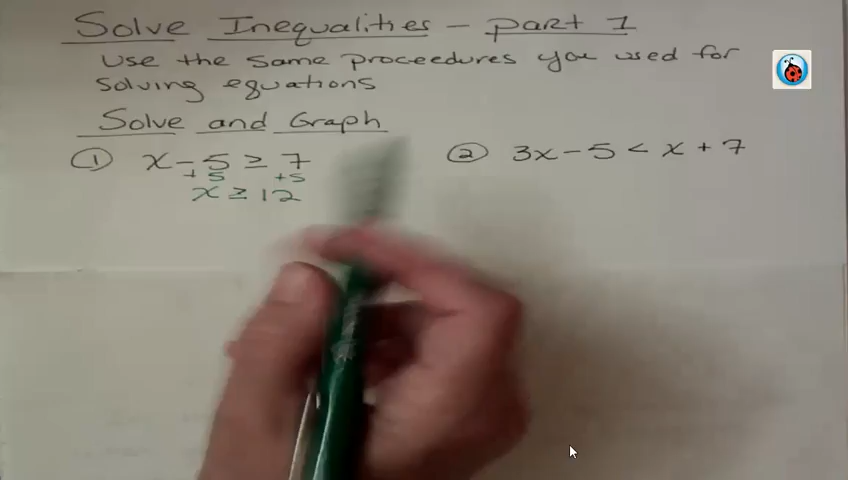 Solve Inequalities - part 1
Use the same proceedures you used for
solving equations
Solve and Graph
① x - 5 ≥ 7
+5 +5
x ≥ 12
② 3x - 5 < x + 7